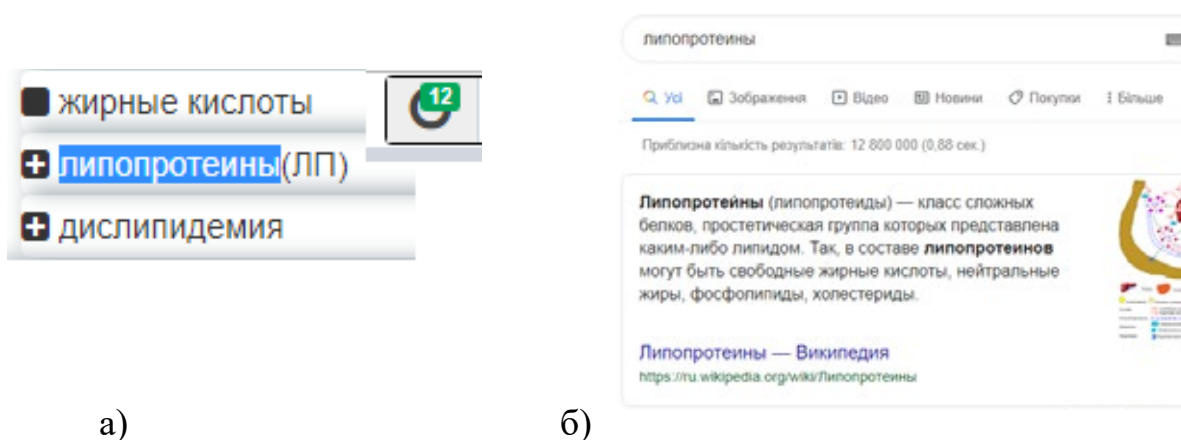 жирные кислоты
12
липопротеины(ЛП)
дислипидемия
липопротеины
Усі Зображення Відео Новини Покупки Більше
Приблизна кількість результатів: 12 800 000 (0,88 сек.)
Липопротеи́ны (липопротеиды) — класс сложных
белков, простетическая группа которых представлена
каким-либо липидом. Так, в составе липопротеинов
могут быть свободные жирные кислоты, нейтральные
жиры, фосфолипиды, холестериды.
Липопротеины — Википедия
https://ru.wikipedia.org/wiki/Липопротеины
а) б)